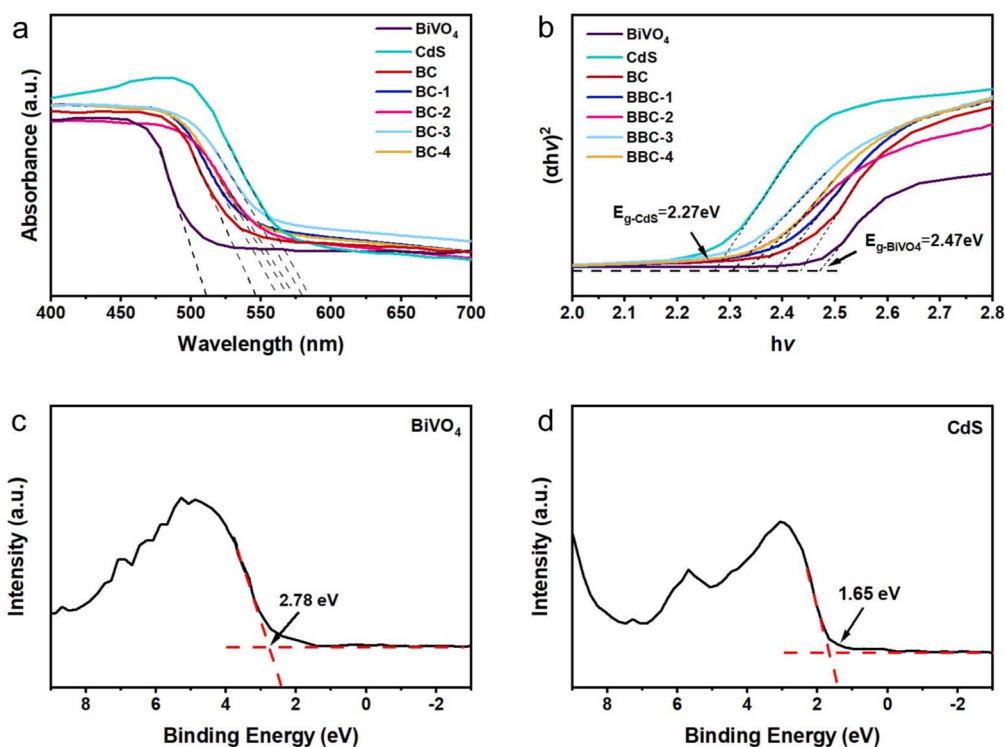 a
BiVO₄
CdS
BC
BC-1
BC-2
BC-3
BC-4
Absorbance (a.u.)
400 450 500 550 600 650 700
Wavelength (nm)
b
BiVO₄
CdS
BC
BBC-1
BBC-2
BBC-3
BBC-4
(αhv)²
E_g-CdS=2.27eV
E_g-BiVO4=2.47eV
2.0 2.1 2.2 2.3 2.4 2.5 2.6 2.7 2.8
hv
c
BiVO₄
Intensity (a.u.)
2.78 eV
8 6 4 2 0 -2
Binding Energy (eV)
d
CdS
Intensity (a.u.)
1.65 eV
8 6 4 2 0 -2
Binding Energy (eV)